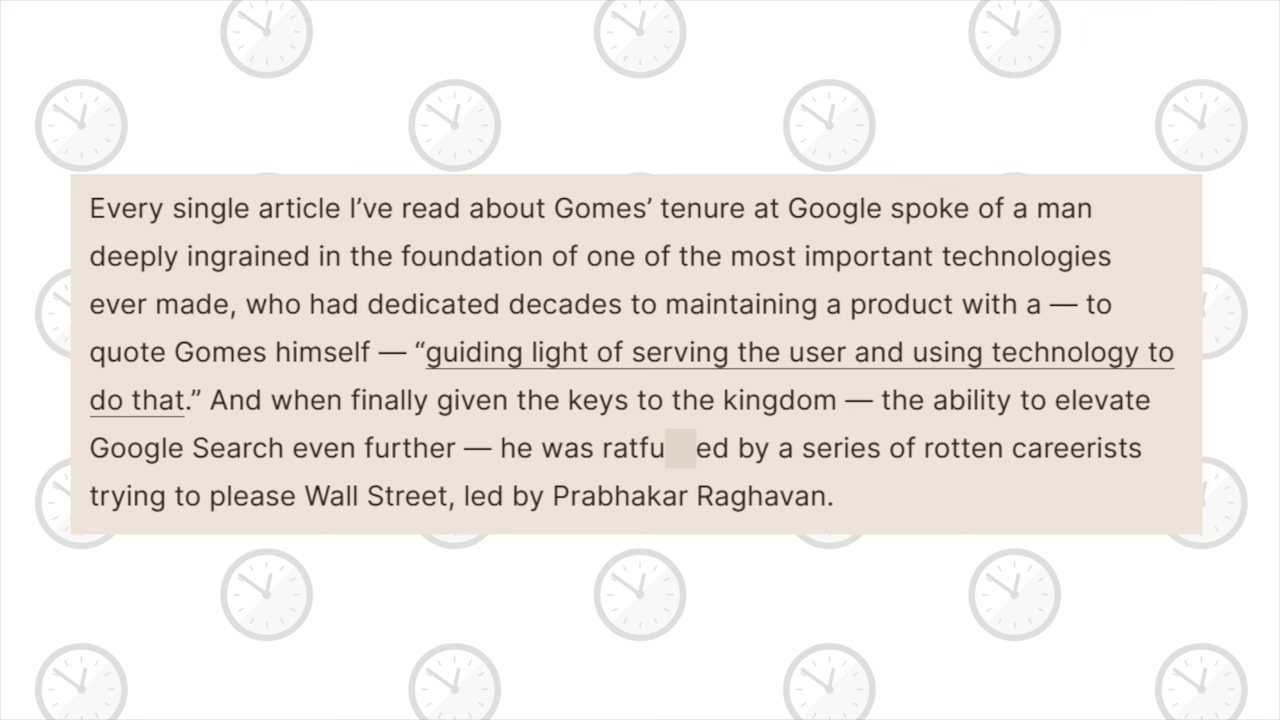 Every single article I’ve read about Gomes’ tenure at Google spoke of a man
deeply ingrained in the foundation of one of the most important technologies
ever made, who had dedicated decades to maintaining a product with a — to
quote Gomes himself — “guiding light of serving the user and using technology to
do that.” And when finally given the keys to the kingdom — the ability to elevate
Google Search even further — he was ratfu ed by a series of rotten careerists
trying to please Wall Street, led by Prabhakar Raghavan.